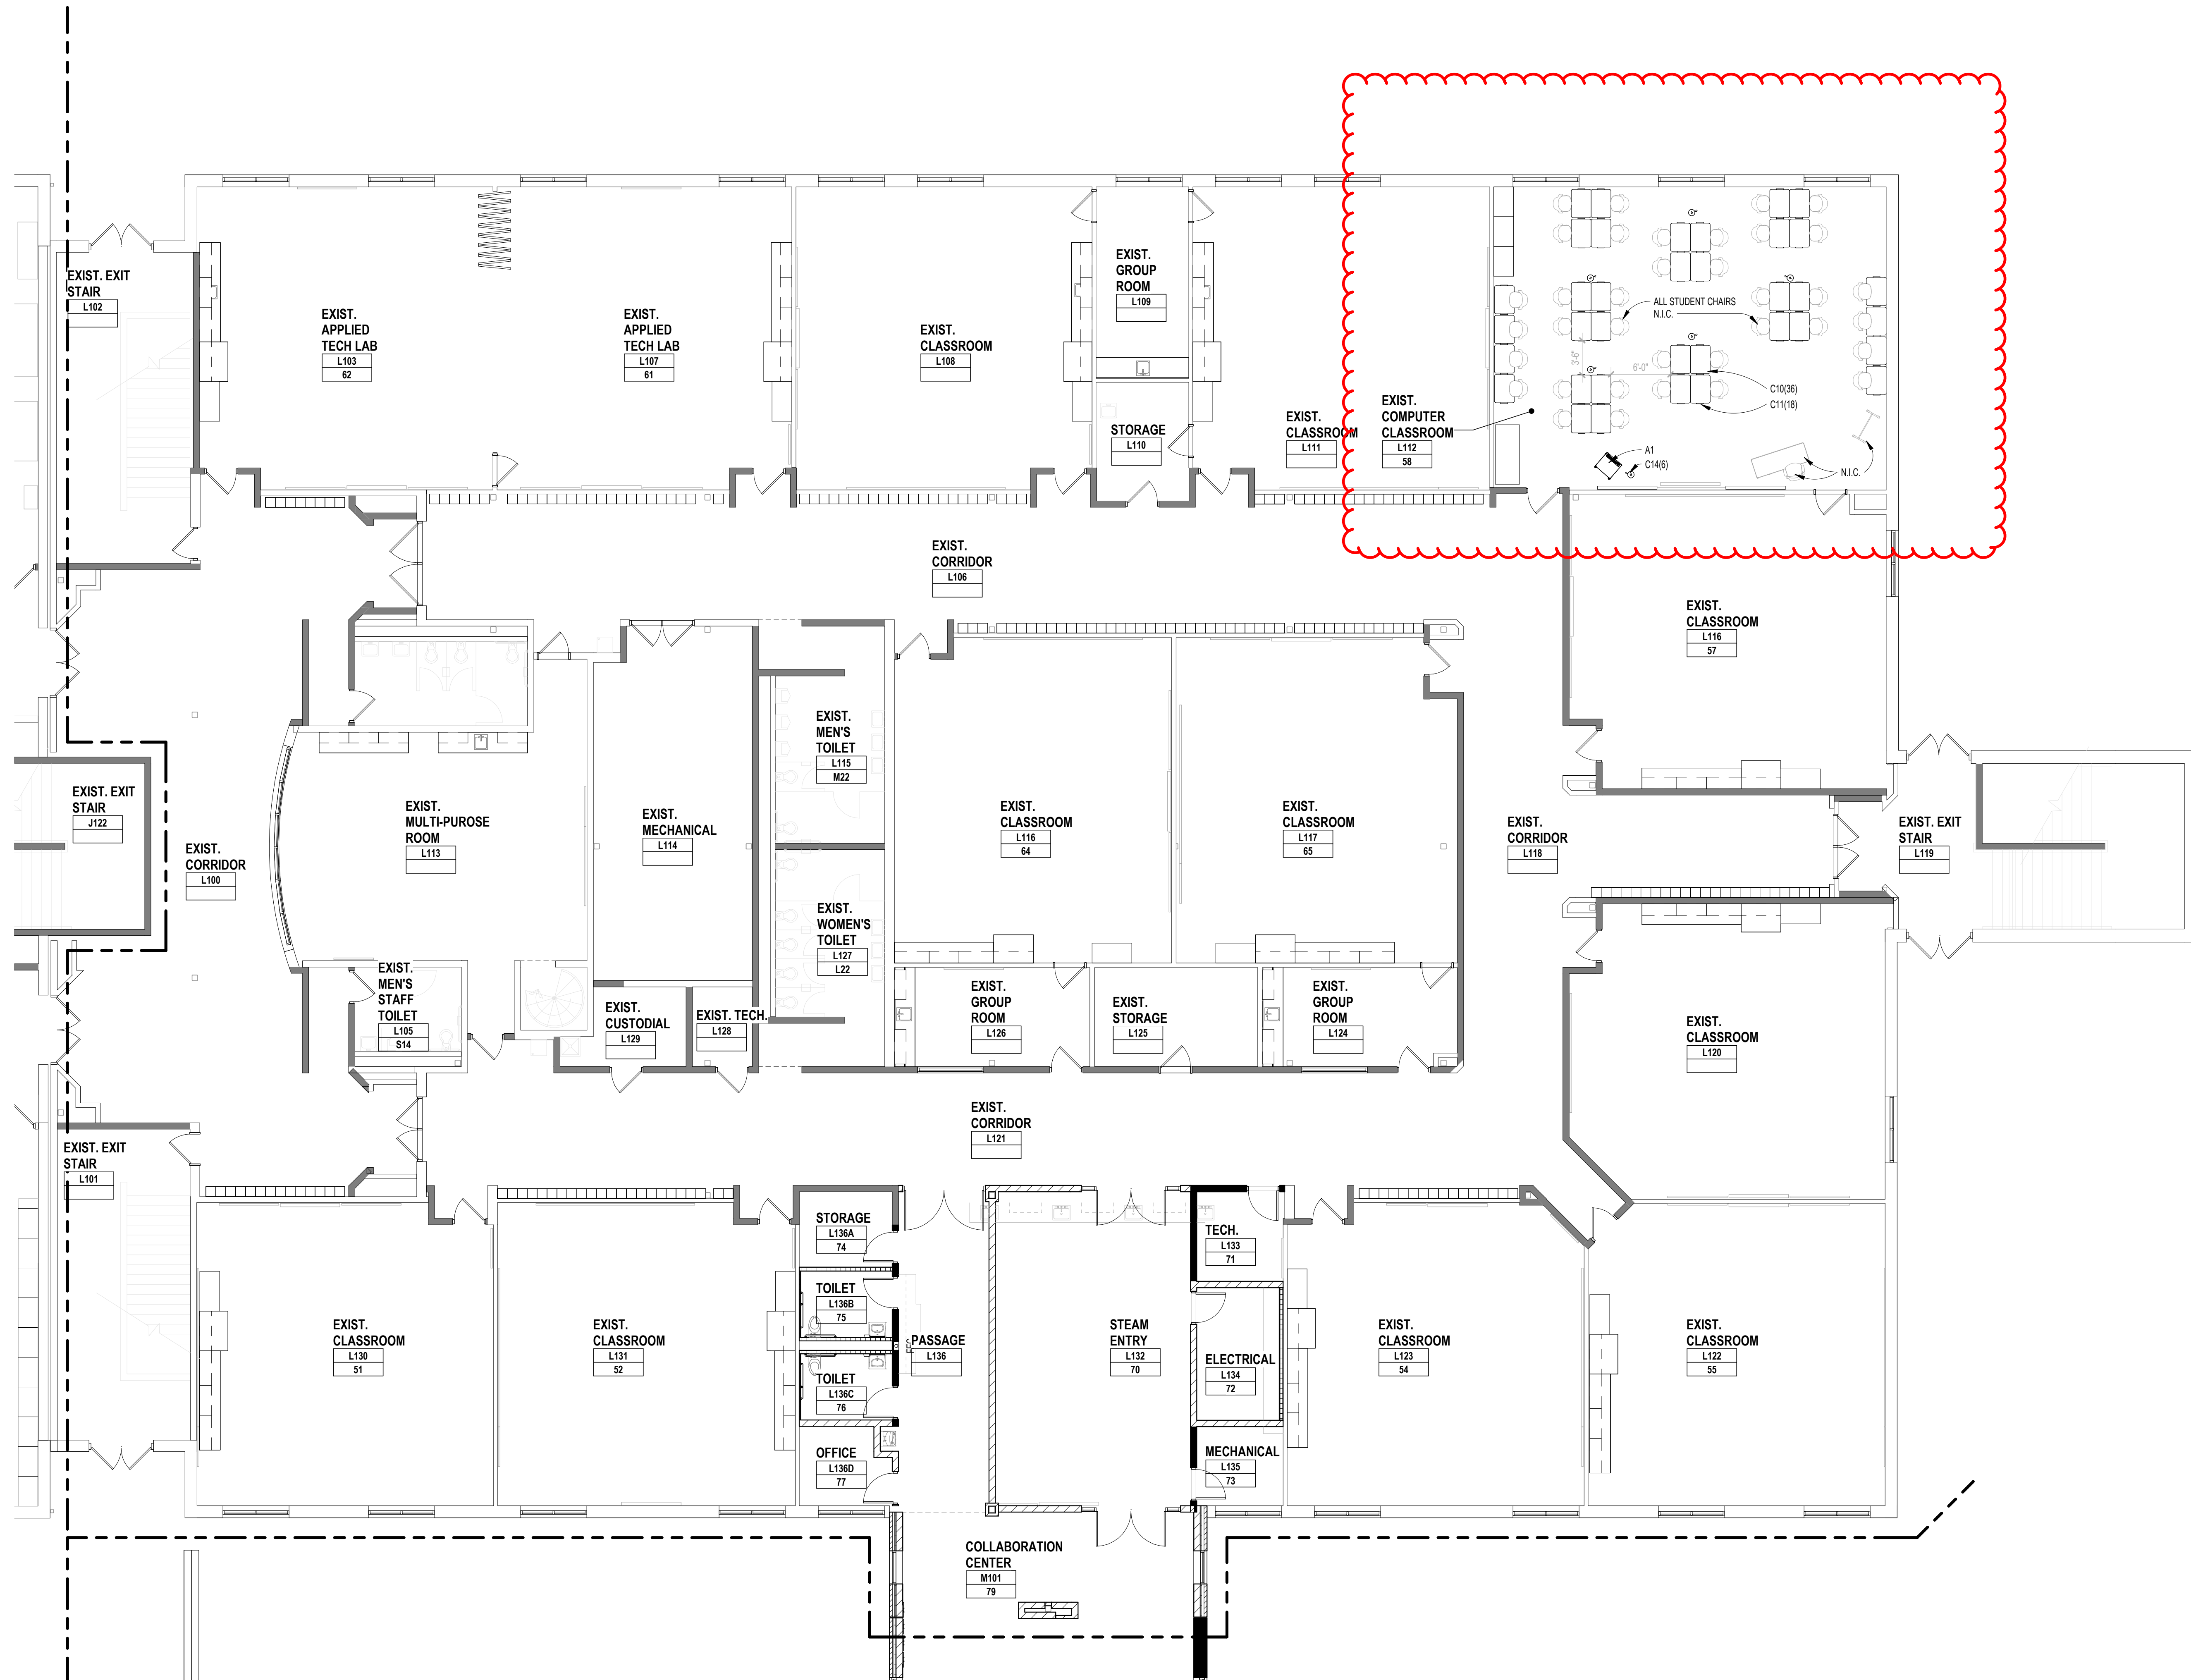 EXIST. EXIT
STAIR
L102
EXIST.
APPLIED
TECH LAB
L103
62
EXIST.
APPLIED
TECH LAB
L107
61
EXIST.
CLASSROOM
L108
EXIST.
GROUP
ROOM
L109
STORAGE
L110
EXIST.
CLASSROOM
L111
EXIST.
COMPUTER
CLASSROOM
L112
58
ALL STUDENT CHAIRS
N.I.C.
3'-6"
6'-0"
C10(36)
C11(18)
A1
C14(6)
N.I.C.
EXIST.
CORRIDOR
L106
EXIST.
CLASSROOM
L116
57
EXIST. EXIT
STAIR
J122
EXIST.
CORRIDOR
L100
EXIST.
MULTI-PUROSE
ROOM
L113
EXIST.
MECHANICAL
L114
EXIST.
MEN'S
TOILET
L115
M22
EXIST.
WOMEN'S
TOILET
L127
L22
EXIST.
CLASSROOM
L116
64
EXIST.
CLASSROOM
L117
65
EXIST.
CORRIDOR
L118
EXIST. EXIT
STAIR
L119
EXIST.
MEN'S
STAFF
TOILET
L105
S14
EXIST.
CUSTODIAL
L129
EXIST. TECH.
L128
EXIST.
GROUP
ROOM
L126
EXIST.
STORAGE
L125
EXIST.
GROUP
ROOM
L124
EXIST.
CLASSROOM
L120
EXIST.
CORRIDOR
L121
EXIST. EXIT
STAIR
L101
EXIST.
CLASSROOM
L130
51
EXIST.
CLASSROOM
L131
52
STORAGE
L136A
74
TOILET
L136B
75
TOILET
L136C
76
OFFICE
L136D
77
PASSAGE
L136
STEAM
ENTRY
L132
70
TECH.
L133
71
ELECTRICAL
L134
72
MECHANICAL
L135
73
EXIST.
CLASSROOM
L123
54
EXIST.
CLASSROOM
L122
55
COLLABORATION
CENTER
M101
79